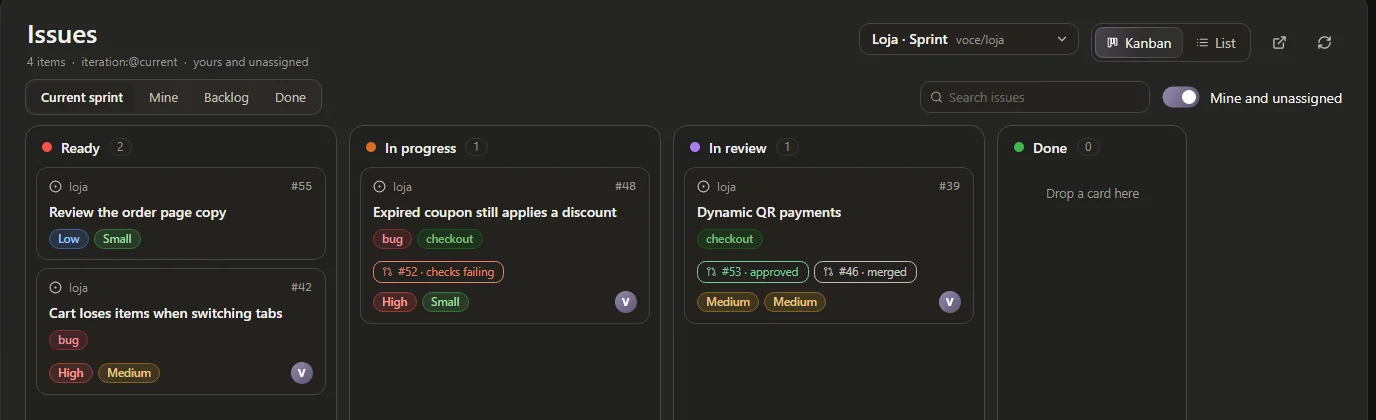 Issues
4 items · iteration:@current · yours and unassigned
Loja · Sprint voce/loja
Kanban
List
Current sprint
Mine
Backlog
Done
Search issues
Mine and unassigned
Ready 2
loja #55
Review the order page copy
Low Small
loja #42
Cart loses items when switching tabs
bug
High Medium V
In progress 1
loja #48
Expired coupon still applies a discount
bug checkout
#52 · checks failing
High Small V
In review 1
loja #39
Dynamic QR payments
checkout
#53 · approved #46 · merged
Medium Medium V
Done 0
Drop a card here